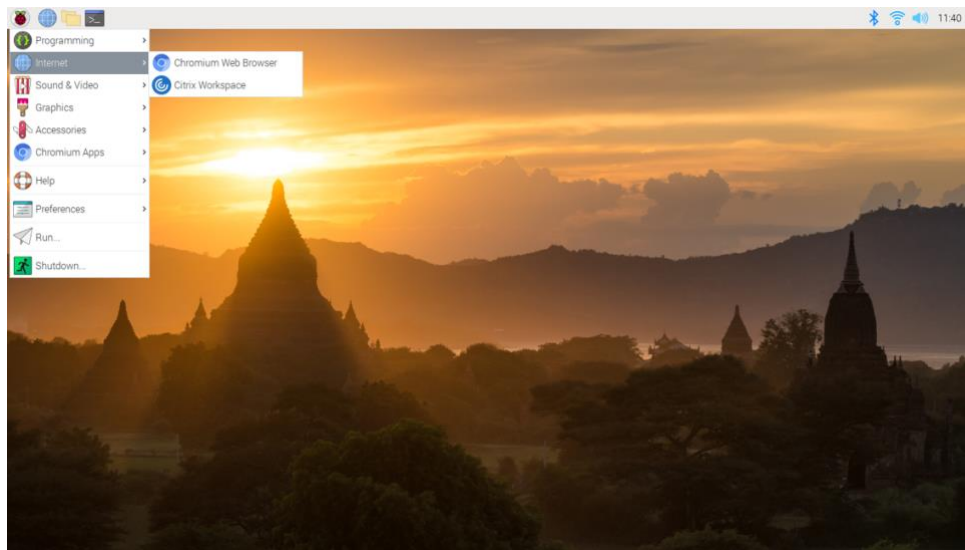 11:40
Programming
Internet
Chromium Web Browser
Sound & Video
Citrix Workspace
Graphics
Accessories
Chromium Apps
Help
Preferences
Run...
Shutdown...